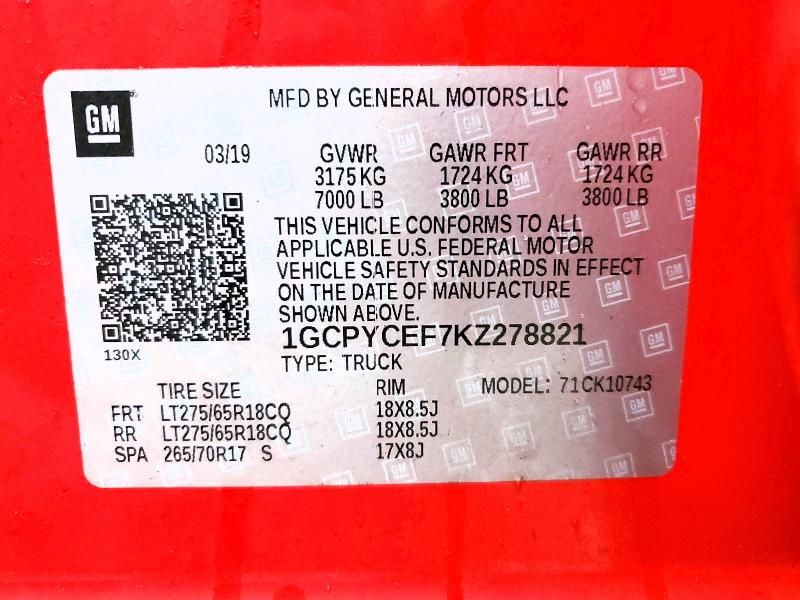 GM
MFD BY GENERAL MOTORS LLC
03/19 GVWR GAWR FRT GAWR RR
3175 KG 1724 KG 1724 KG
7000 LB 3800 LB 3800 LB
THIS VEHICLE CONFORMS TO ALL
APPLICABLE U.S. FEDERAL MOTOR
VEHICLE SAFETY STANDARDS IN EFFECT
ON THE DATE OF MANUFACTURE
SHOWN ABOVE.
1GCPYCEF7KZ278821
130X
TYPE: TRUCK
TIRE SIZE RIM MODEL: 71CK10743
FRT LT275/65R18CQ 18X8.5J
RR LT275/65R18CQ 18X8.5J
SPA 265/70R17 S 17X8J